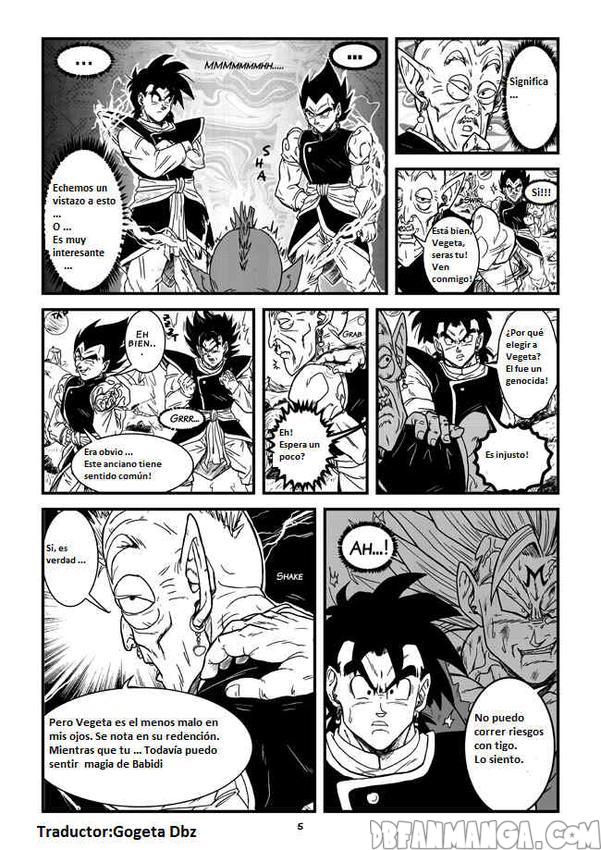 ...
MMMMMMMHH.....
...
SHA
Echemos un
vistazo a esto
...
O ...
Es muy
interesante
...
Significa
...
SWIRL
Si!!!
Está bien,
Vegeta,
seras tu!
Ven
conmigo!
TAP
EH
BIEN..
.
GRRR...
Era obvio ...
Este anciano tiene
sentido común!
GRAB
Eh!
Espera un
poco?
¿Por qué
elegir a
Vegeta?
El fue un
genocida!
Es injusto!
Si, es
verdad ...
SHAKE
Pero Vegeta es el menos malo en
mis ojos. Se nota en su redención.
Mientras que tu ... Todavía puedo
sentir magia de Babidi
AH...!
M
No puedo
correr riesgos
con tigo.
Lo siento.
Traductor:Gogeta Dbz
5
DBFANMANGA.COM